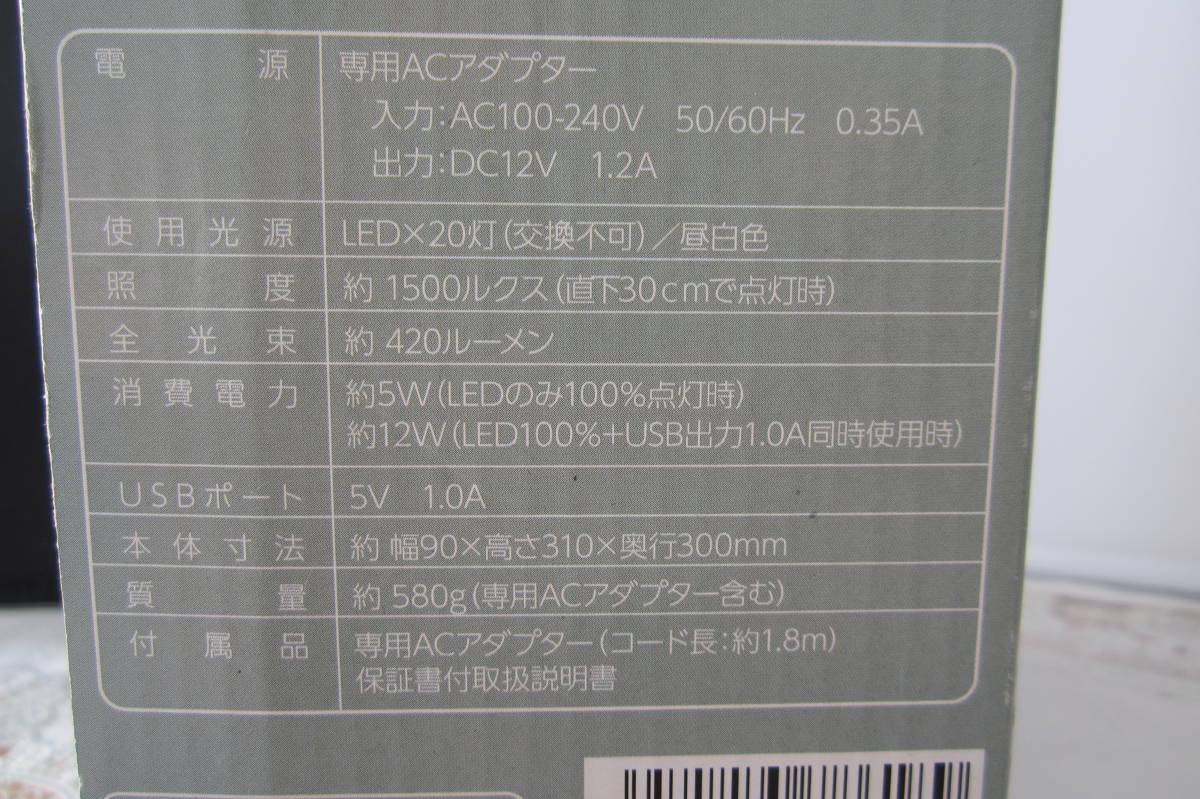 電源 専用ACアダプター
入力:AC100-240V 50/60Hz 0.35A
出力:DC12V 1.2A
使用光源 LED×20灯(交換不可)/昼白色
照度 約 1500ルクス(直下30cmで点灯時)
全光束 約 420ルーメン
消費電力 約5W(LEDのみ100%点灯時)
約12W(LED100%+USB出力1.0A同時使用時)
USBポート 5V 1.0A
本体寸法 約 幅90×高さ310×奥行300mm
質量 約 580g(専用ACアダプター含む)
付属品 専用ACアダプター(コード長:約1.8m)
保証書付取扱説明書